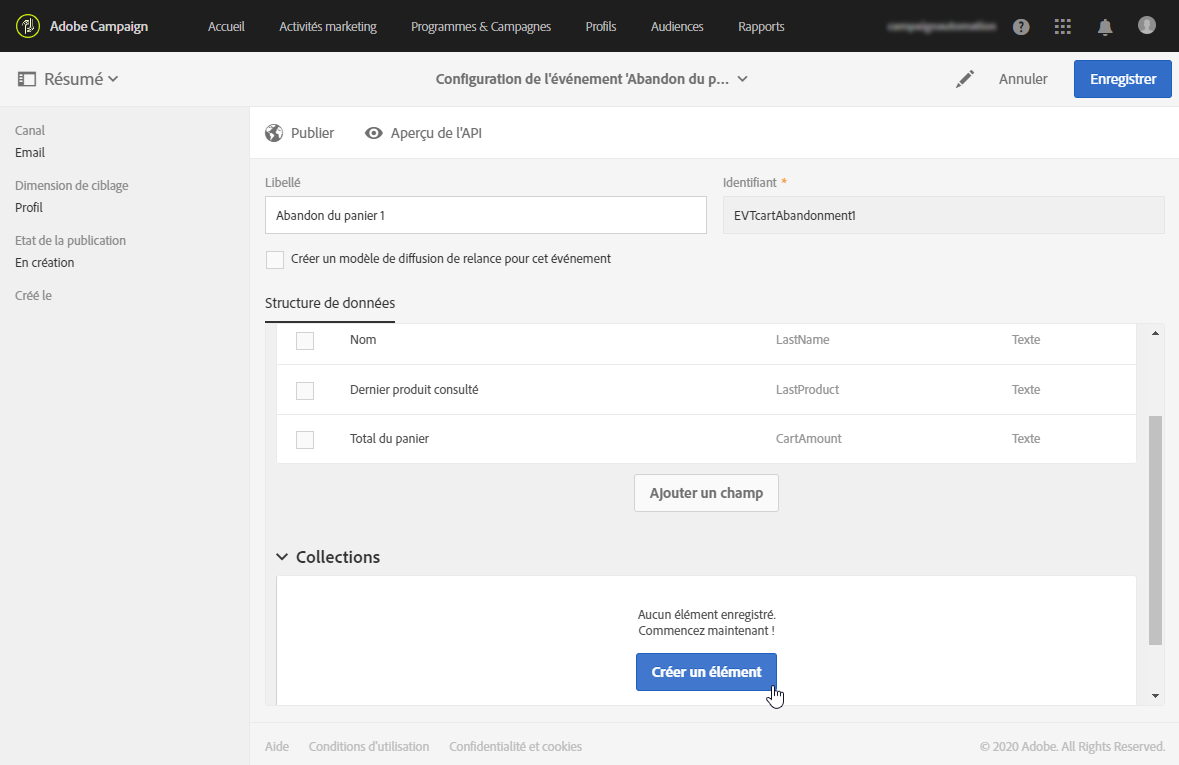 Adobe Campaign Accueil Activités marketing Programmes & Campagnes Profils Audiences Rapports
Résumé Configuration de l'événement 'Abandon du p... Annuler Enregistrer
Canal
Email
Dimension de ciblage
Profil
Etat de la publication
En création
Créé le
Publier Aperçu de l'API
Libellé Identifiant *
Abandon du panier 1 EVTcartAbandonment1
Créer un modèle de diffusion de relance pour cet événement
Structure de données
Nom LastName Texte
Dernier produit consulté LastProduct Texte
Total du panier CartAmount Texte
Ajouter un champ
Collections
Aucun élément enregistré.
Commencez maintenant !
Créer un élément
Aide Conditions d'utilisation Confidentialité et cookies © 2020 Adobe. All Rights Reserved.